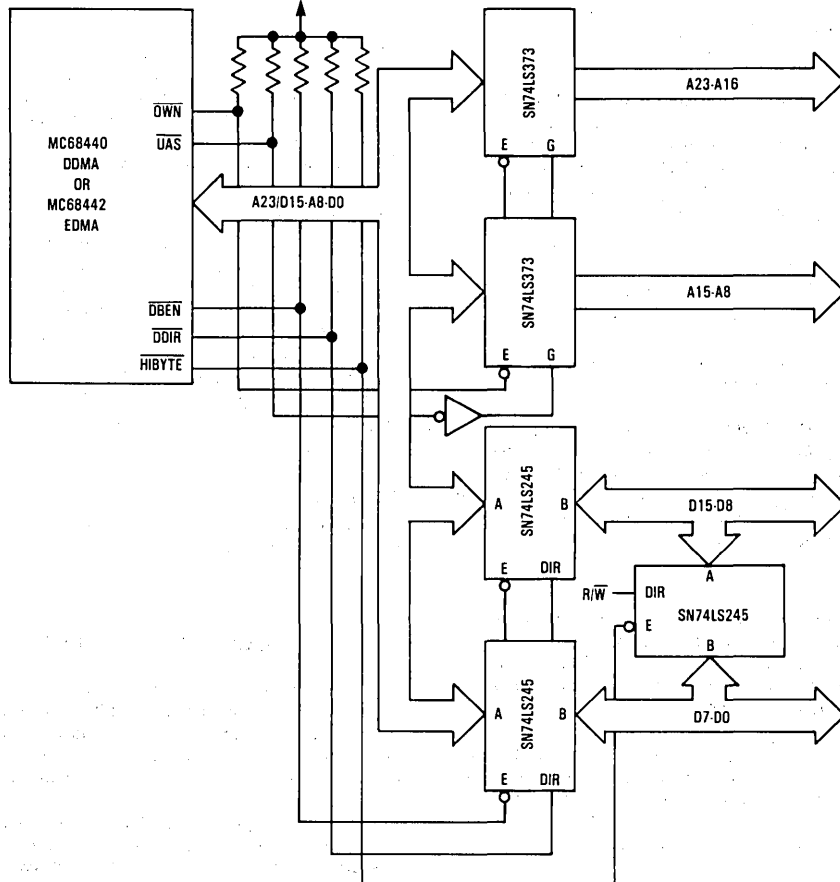 MC68440
DDMA
OR
MC68442
EDMA
OWN
UAS
A23/D15-A8-D0
DBEN
DDIR
HIBYTE
SN74LS373
E
G
A23-A16
SN74LS373
E
G
A15-A8
A
SN74LS245
B
E
DIR
D15-D8
A
R/W
DIR
SN74LS245
E
B
A
SN74LS245
B
E
DIR
D7-D0